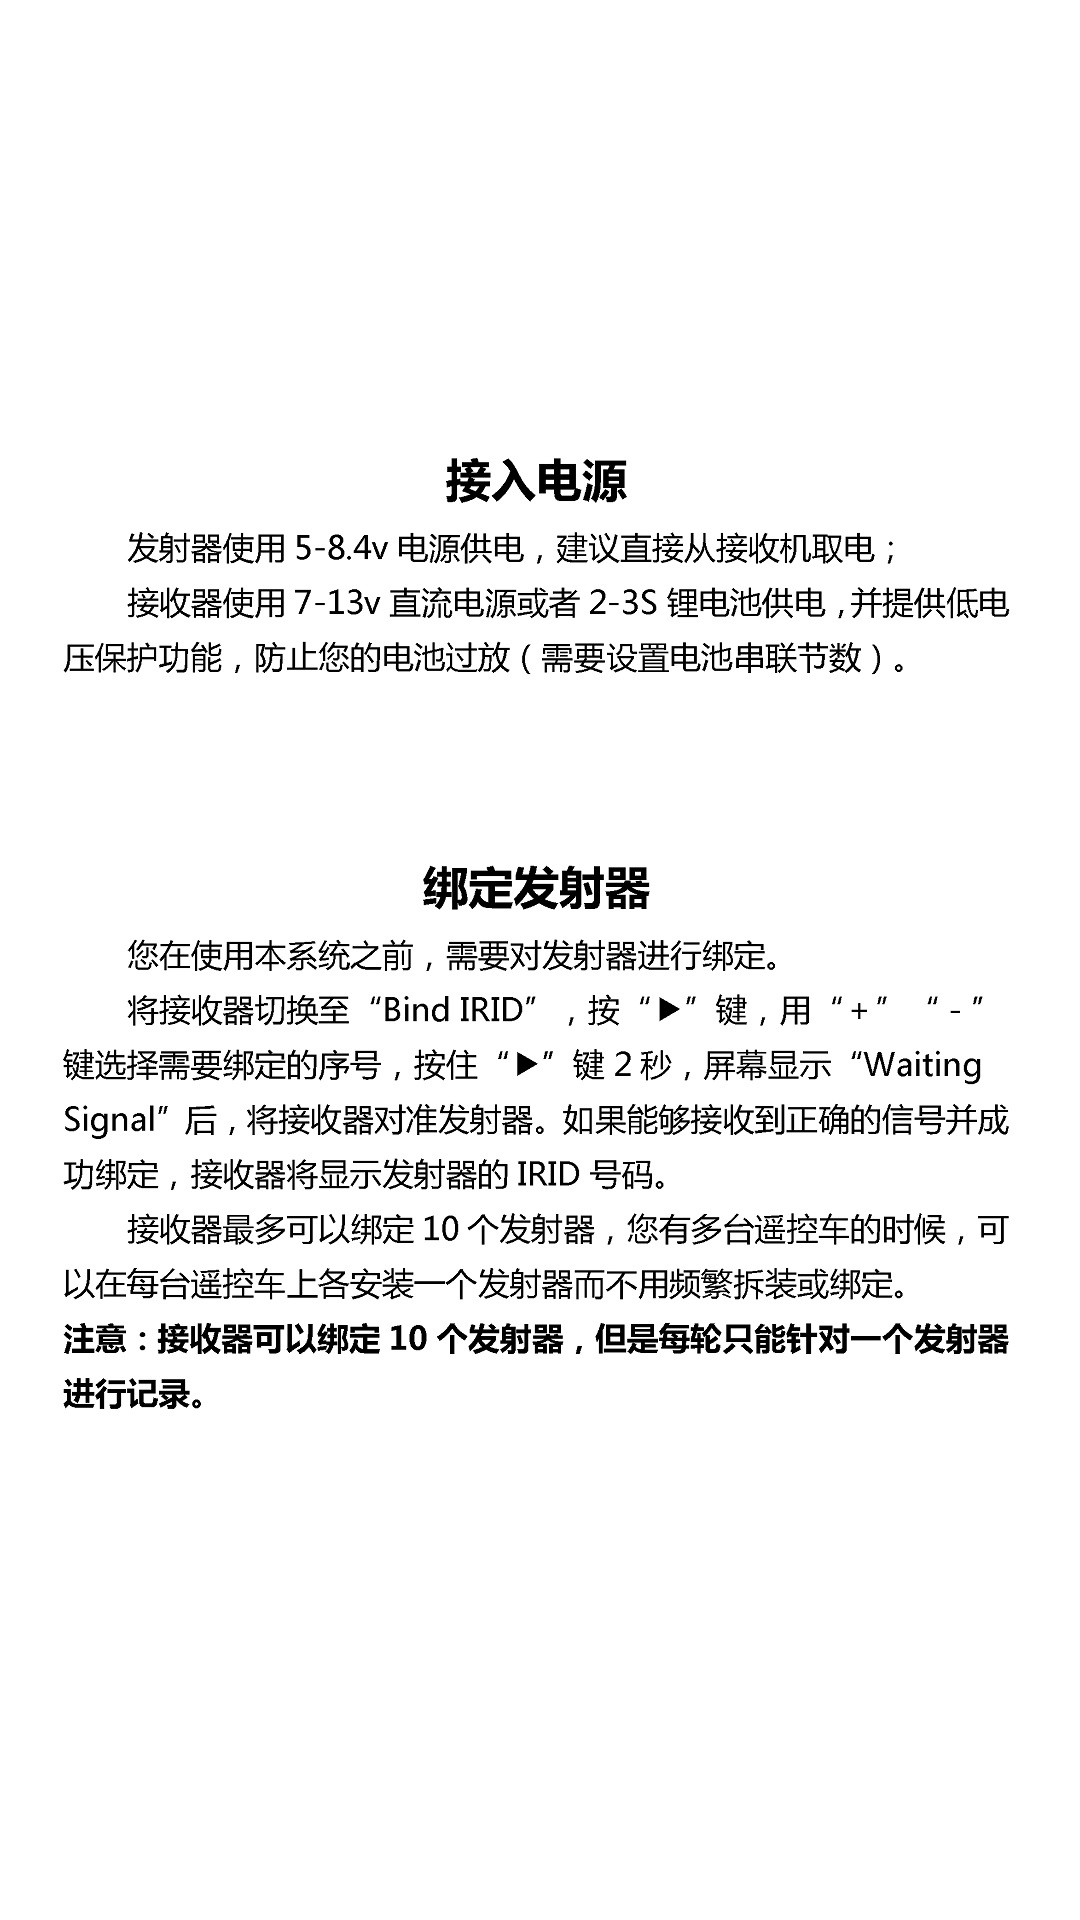 接入电源
发射器使用 5-8.4v 电源供电，建议直接从接收机取电；
接收器使用 7-13v 直流电源或者 2-3S 锂电池供电，并提供低电
压保护功能，防止您的电池过放（需要设置电池串联节数）。
绑定发射器
您在使用本系统之前，需要对发射器进行绑定。
将接收器切换至“Bind IRID”，按“▶”键，用“+”“-”
键选择需要绑定的序号，按住“▶”键 2 秒，屏幕显示“Waiting
Signal”后，将接收器对准发射器。如果能够接收到正确的信号并成
功绑定，接收器将显示发射器的 IRID 号码。
接收器最多可以绑定 10 个发射器，您有多台遥控车的时候，可
以在每台遥控车上各安装一个发射器而不用频繁拆装或绑定。
注意：接收器可以绑定 10 个发射器，但是每轮只能针对一个发射器
进行记录。